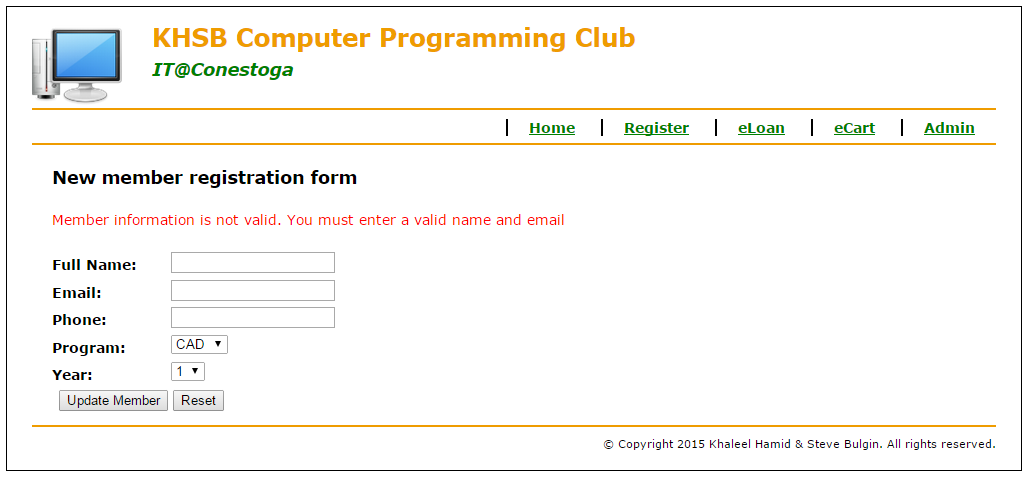 KHSB Computer Programming Club
IT@Conestoga
Home Register eLoan eCart Admin
New member registration form
Member information is not valid. You must enter a valid name and email
Full Name:
Email:
Phone:
Program: CAD
Year: 1
Update Member Reset
© Copyright 2015 Khaleel Hamid & Steve Bulgin. All rights reserved.